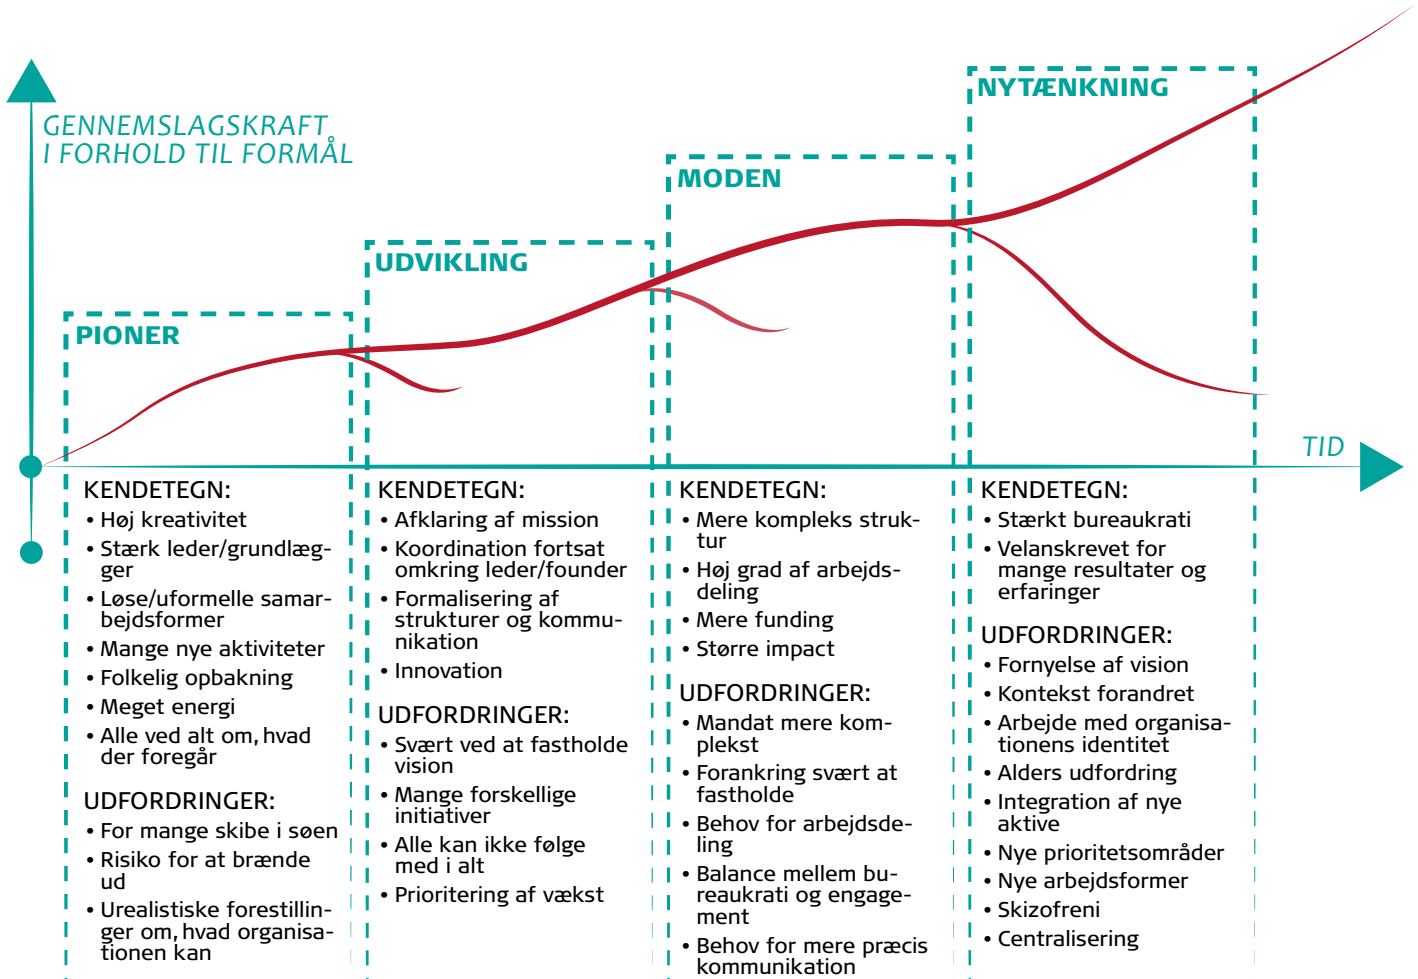 GENNEMSLAGSKRAFT
I FORHOLD TIL FORMÅL
TID
PIONER
KENDETEGN:
• Høj kreativitet
• Stærk leder/grundlæg-
ger
• Løse/uformelle samar-
bejdsformer
• Mange nye aktiviteter
• Folkelig opbakning
• Meget energi
• Alle ved alt om, hvad
der foregår
UDFORDRINGER:
• For mange skibe i søen
• Risiko for at brænde
ud
• Urealistiske forestillin-
ger om, hvad organisa-
tionen kan
UDVIKLING
KENDETEGN:
• Afklaring af mission
• Koordination fortsat
omkring leder/founder
• Formalisering af
strukturer og kommu-
nikation
• Innovation
UDFORDRINGER:
• Svært ved at fastholde
vision
• Mange forskellige
initiativer
• Alle kan ikke følge
med i alt
• Prioritering af vækst
MODEN
KENDETEGN:
• Mere kompleks struk-
tur
• Høj grad af arbejds-
deling
• Mere funding
• Større impact
UDFORDRINGER:
• Mandat mere kom-
plekst
• Forankring svært at
fastholde
• Behov for arbejdsde-
ling
• Balance mellem bu-
reaukrati og engage-
ment
• Behov for mere præcis
kommunikation
NYTÆNKNING
KENDETEGN:
• Stærkt bureaukrati
• Velanskrevet for
mange resultater og
erfaringer
UDFORDRINGER:
• Fornyelse af vision
• Kontekst forandret
• Arbejde med organisa-
tionens identitet
• Alders udfordring
• Integration af nye
aktive
• Nye prioritetsområder
• Nye arbejdsformer
• Skizofreni
• Centralisering